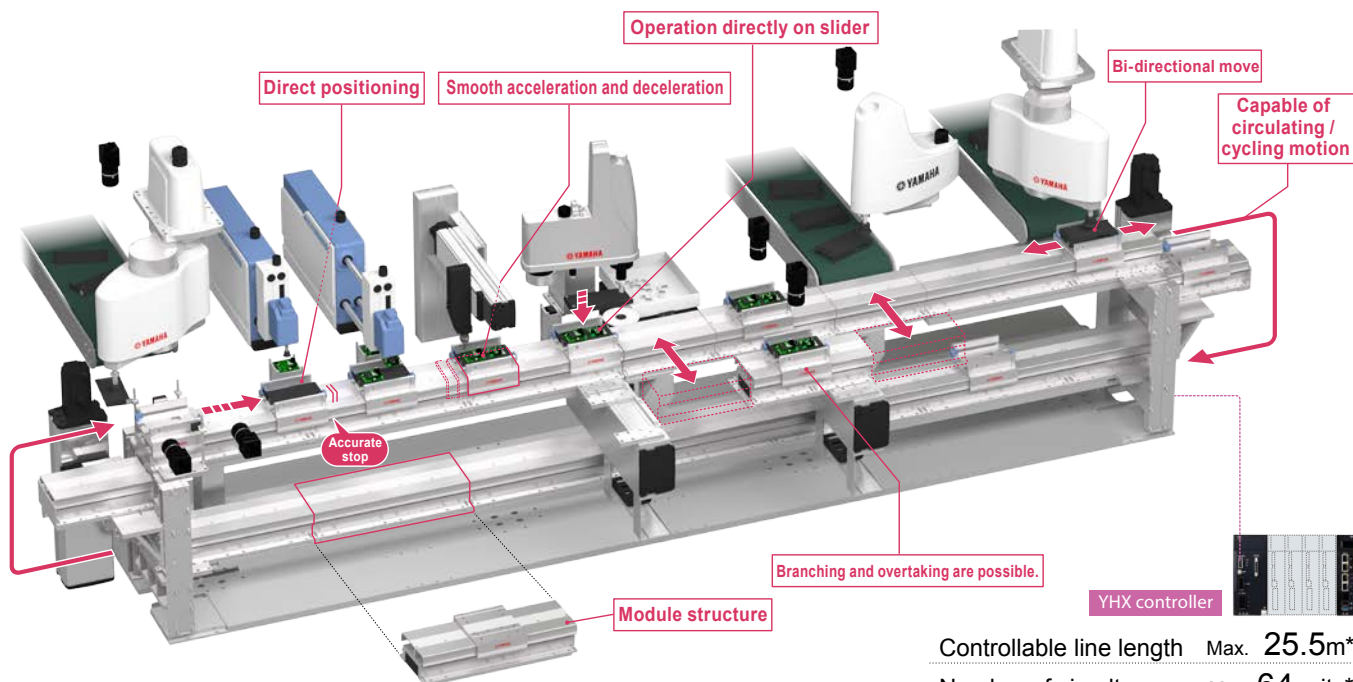 Operation directly on slider
Direct positioning
Smooth acceleration and deceleration
Bi-directional move
Capable of
circulating /
cycling motion
YAMAHA
YAMAHA
YAMAHA
YAMAHA
Accurate
stop
Branching and overtaking are possible.
Module structure
YHX controller
Controllable line length Max. 25.5m*